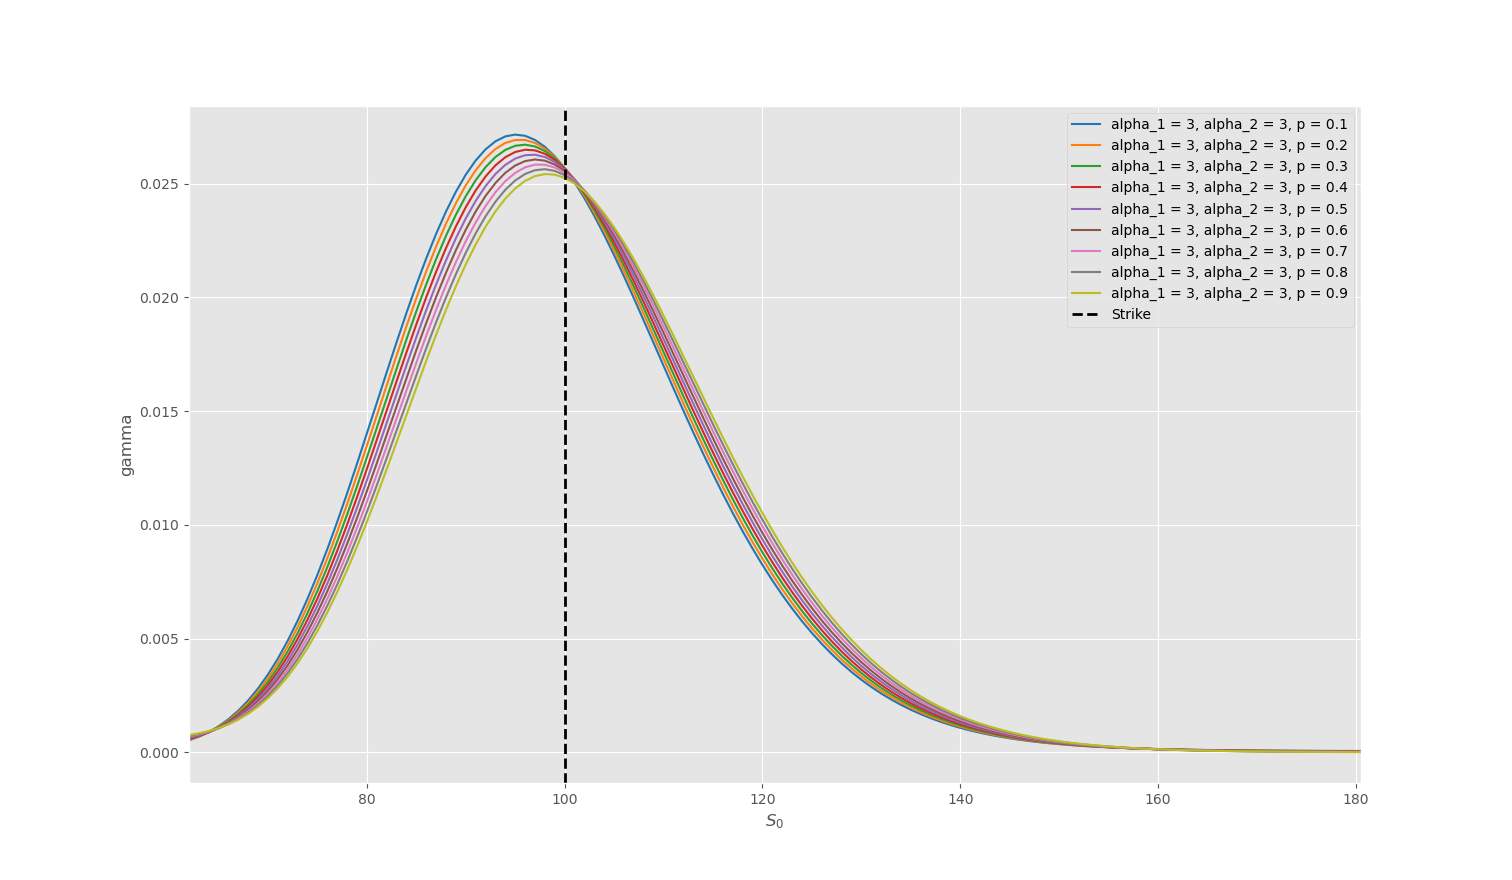 alpha_1 = 3, alpha_2 = 3, p = 0.1
alpha_1 = 3, alpha_2 = 3, p = 0.2
alpha_1 = 3, alpha_2 = 3, p = 0.3
alpha_1 = 3, alpha_2 = 3, p = 0.4
alpha_1 = 3, alpha_2 = 3, p = 0.5
alpha_1 = 3, alpha_2 = 3, p = 0.6
alpha_1 = 3, alpha_2 = 3, p = 0.7
alpha_1 = 3, alpha_2 = 3, p = 0.8
alpha_1 = 3, alpha_2 = 3, p = 0.9
Strike
0.025
0.020
0.015
0.010
0.005
0.000
gamma
80 100 120 140 160 180
S₀